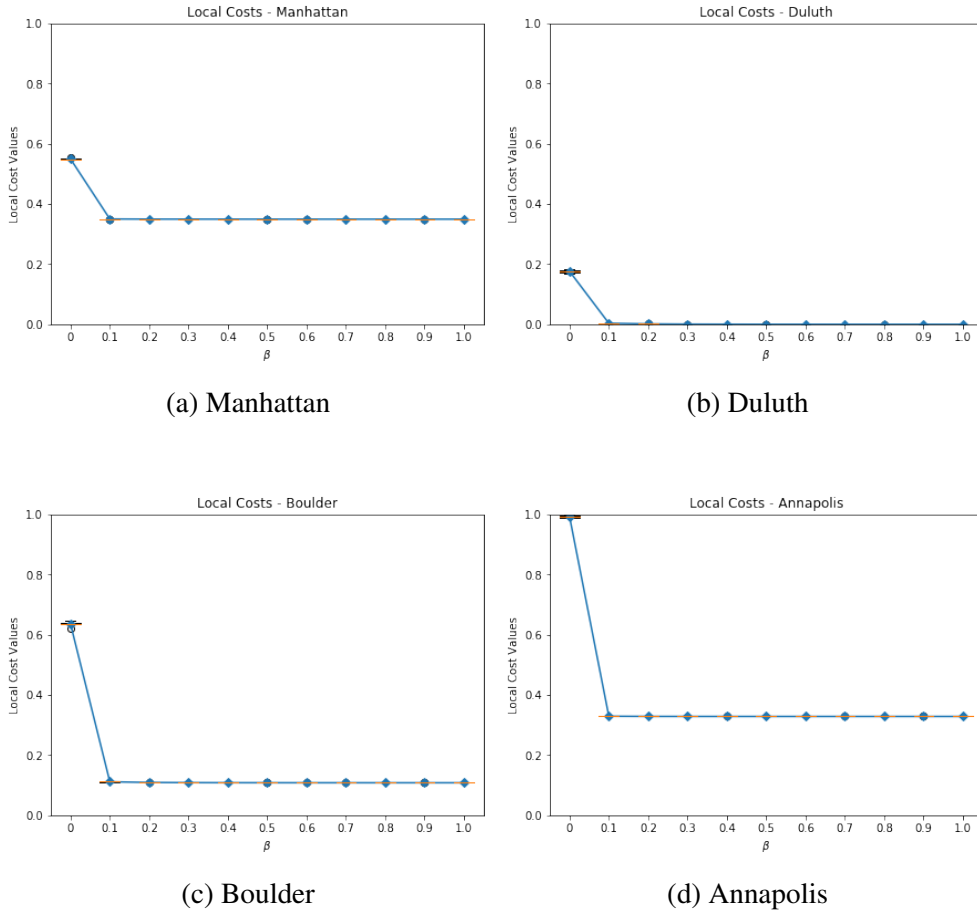 Local Costs - Manhattan
1.0
0.8
0.6
0.4
0.2
0.0
Local Cost Values
0 0.1 0.2 0.3 0.4 0.5 0.6 0.7 0.8 0.9 1.0
β
(a) Manhattan
Local Costs - Duluth
1.0
0.8
0.6
0.4
0.2
0.0
Local Cost Values
0 0.1 0.2 0.3 0.4 0.5 0.6 0.7 0.8 0.9 1.0
β
(b) Duluth
Local Costs - Boulder
1.0
0.8
0.6
0.4
0.2
0.0
Local Cost Values
0 0.1 0.2 0.3 0.4 0.5 0.6 0.7 0.8 0.9 1.0
β
(c) Boulder
Local Costs - Annapolis
1.0
0.8
0.6
0.4
0.2
0.0
Local Cost Values
0 0.1 0.2 0.3 0.4 0.5 0.6 0.7 0.8 0.9 1.0
β
(d) Annapolis